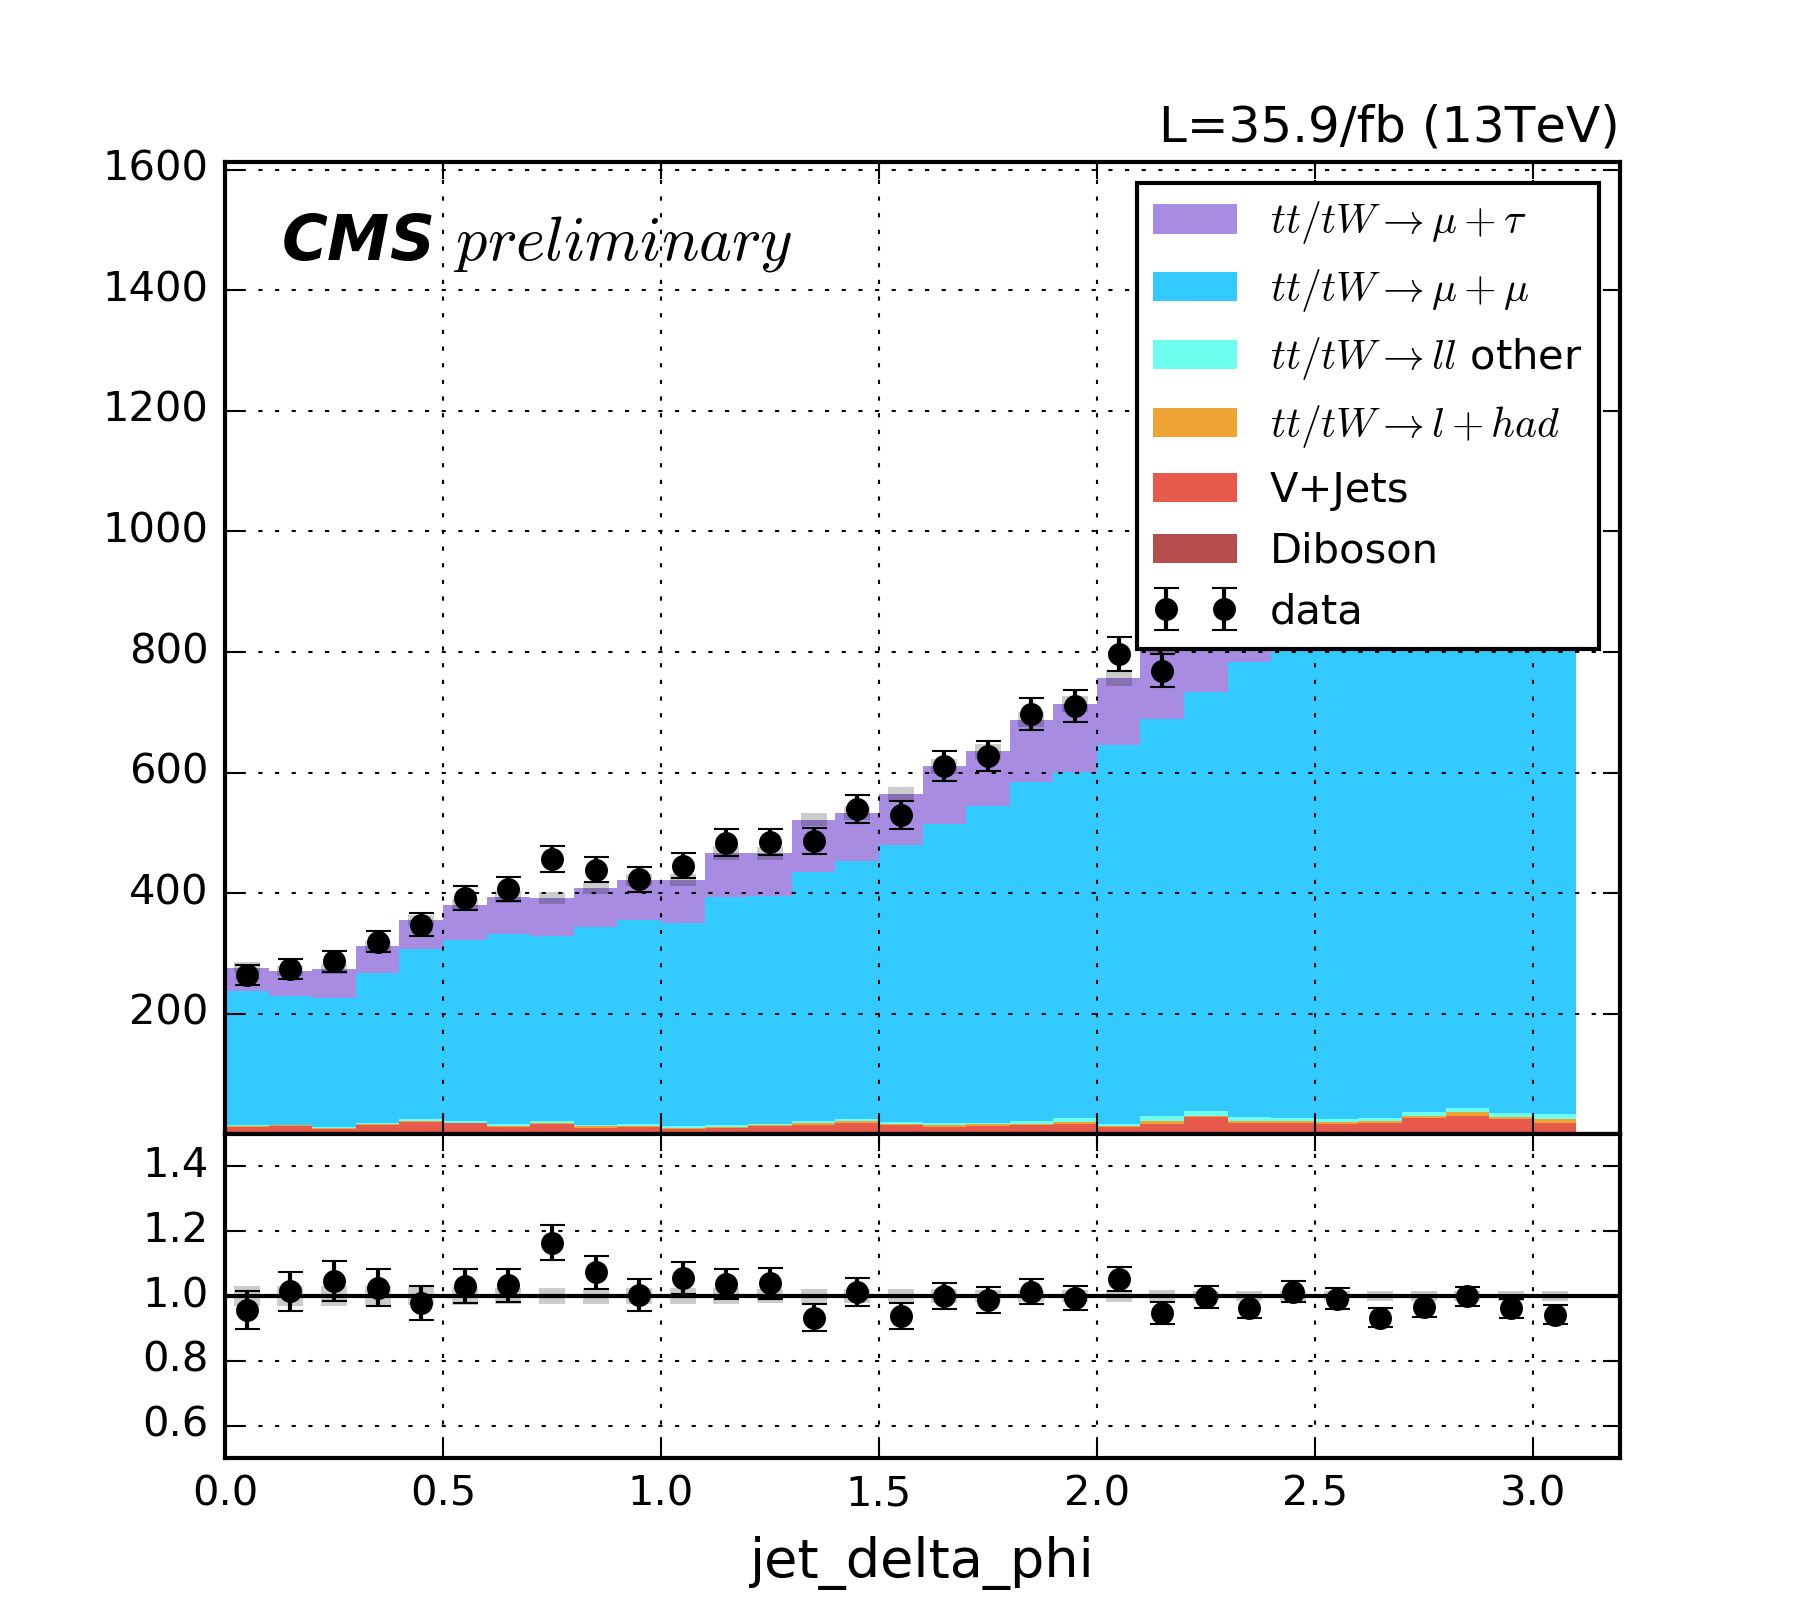 L=35.9/fb (13TeV)
CMS preliminary
1600
1400
1200
1000
800
600
400
200
tt/tW → μ + τ
tt/tW → μ + μ
tt/tW → ll other
tt/tW → l + had
V+Jets
Diboson
data
1.4
1.2
1.0
0.8
0.6
0.0 0.5 1.0 1.5 2.0 2.5 3.0
jet_delta_phi